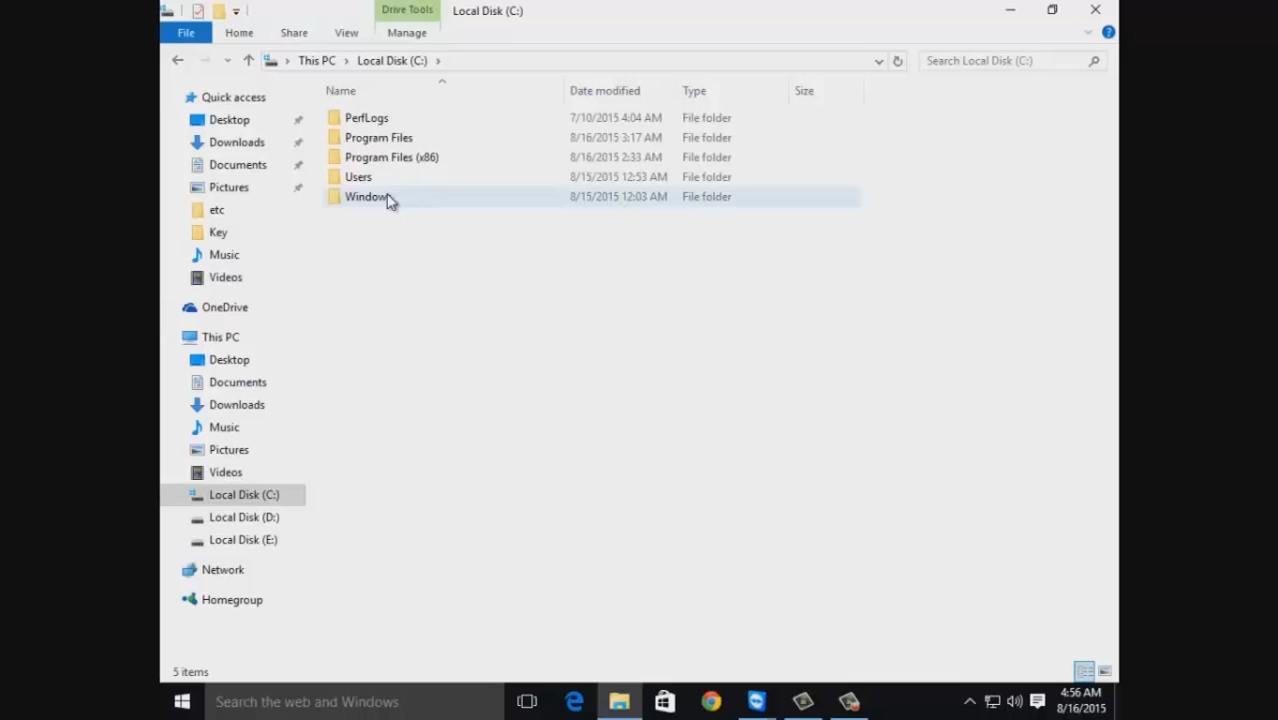 Drive Tools
Local Disk (C:)
File
Home
Share
View
Manage
This PC
Local Disk (C:)
Search Local Disk (C:)
Name
Date modified
Type
Size
PerfLogs 7/10/2015 4:04 AM File folder
Program Files 8/16/2015 3:17 AM File folder
Program Files (x86) 8/16/2015 2:33 AM File folder
Users 8/15/2015 12:53 AM File folder
Window 8/15/2015 12:03 AM File folder
Quick access
Desktop
Downloads
Documents
Pictures
etc
Key
Music
Videos
OneDrive
This PC
Desktop
Documents
Downloads
Music
Pictures
Videos
Local Disk (C:)
Local Disk (D:)
Local Disk (E:)
Network
Homegroup
5 items
Search the web and Windows
4:56 AM
8/16/2015